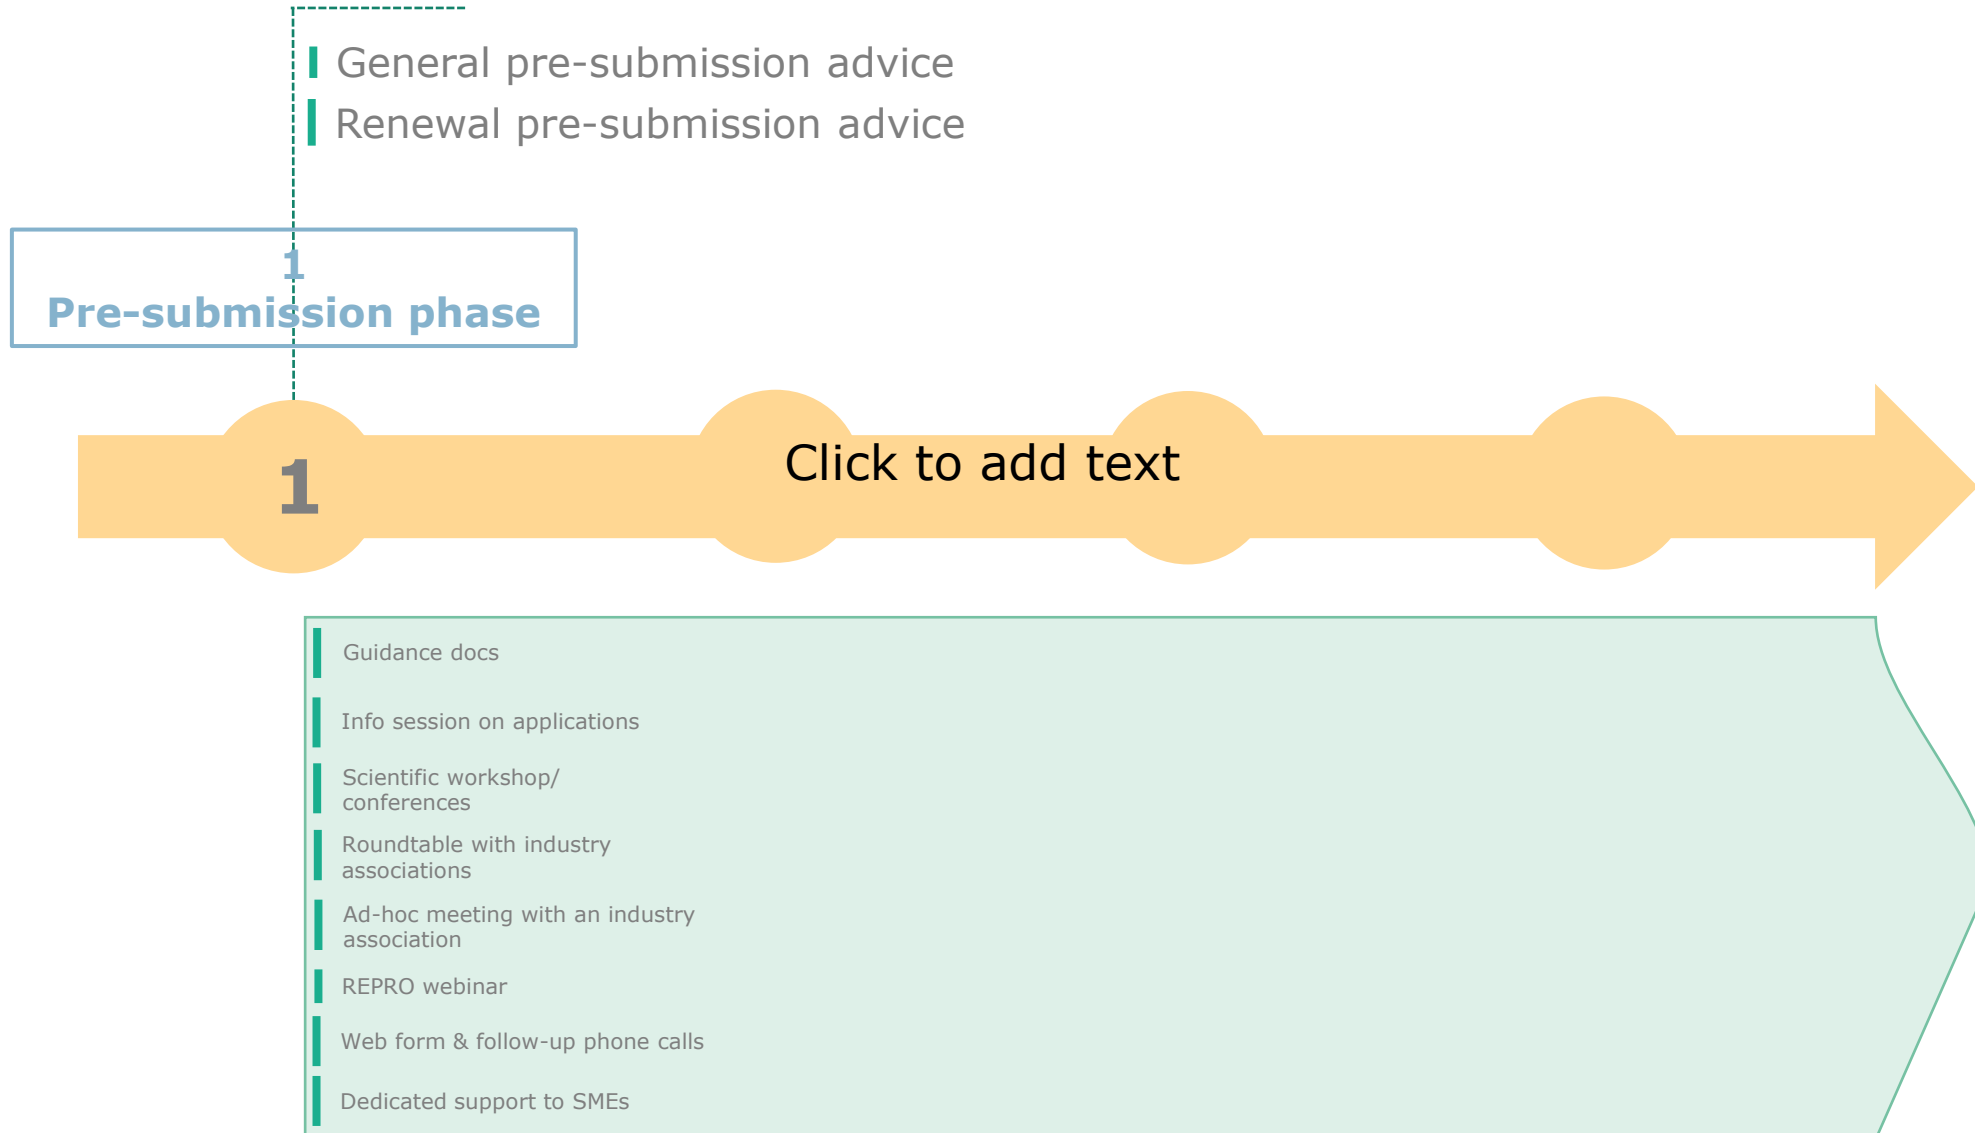 General pre-submission advice
Renewal pre-submission advice
1
Pre-submission phase
1
Click to add text
Guidance docs
Info session on applications
Scientific workshop/
conferences
Roundtable with industry
associations
Ad-hoc meeting with an industry
association
REPRO webinar
Web form & follow-up phone calls
Dedicated support to SMEs